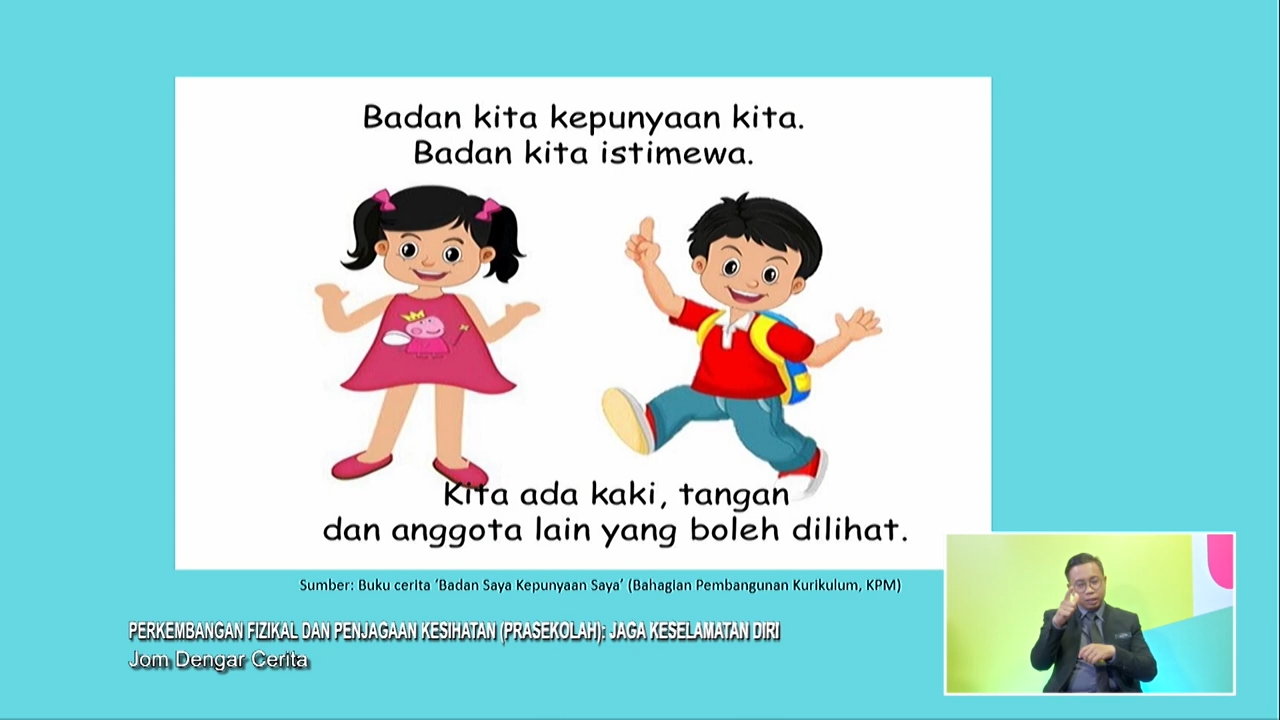 Badan kita kepunyaan kita.
Badan kita istimewa.
Kita ada kaki, tangan
dan anggota lain yang boleh dilihat.
Sumber: Buku cerita ‘Badan Saya Kepunyaan Saya’ (Bahagian Pembangunan Kurikulum, KPM)
PERKEMBANGAN FIZIKAL DAN PENJAGAAN KESIHATAN (PRASEKOLAH); JAGA KESELAMATAN DIRI
Jom Dengar Cerita